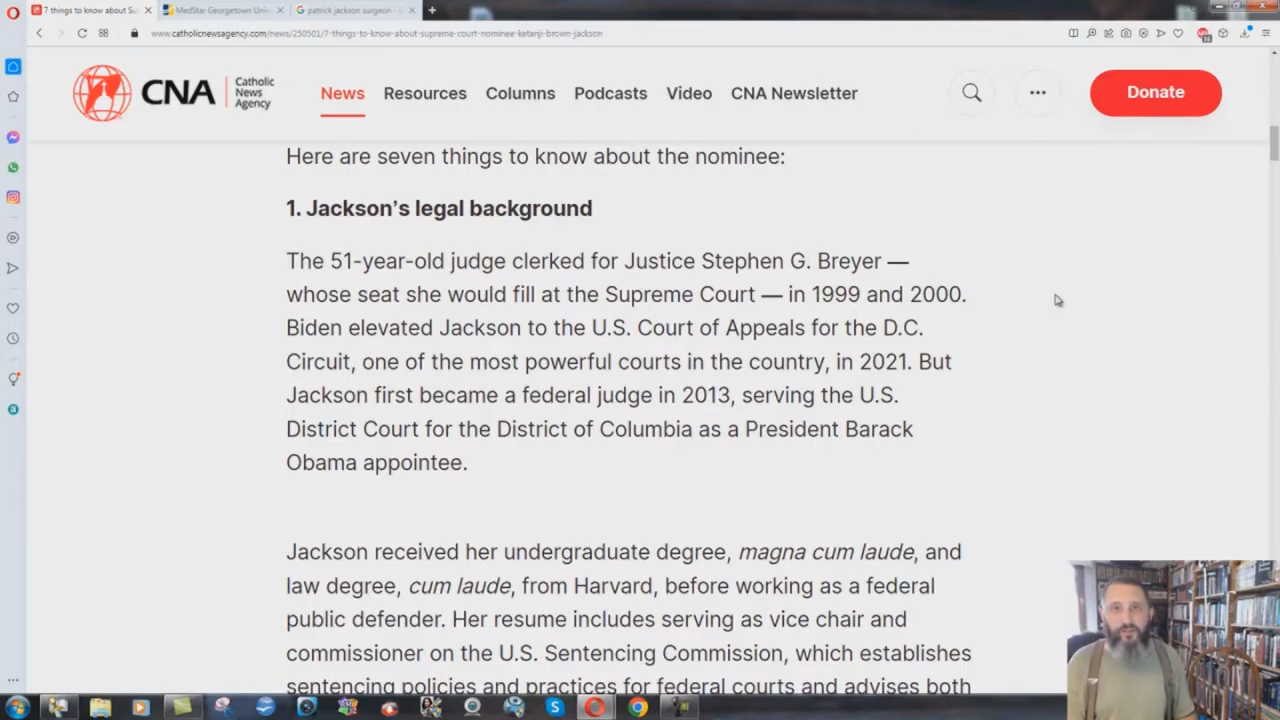 7 things to know about Su
MedStar Georgetown Univ
patrick jackson surgeon - G
www.catholicnewsagency.com/news/250501/7-things-to-know-about-supreme-court-nominee-ketanji-brown-jackson
CNA
Catholic
News
Agency
News
Resources
Columns
Podcasts
Video
CNA Newsletter
Donate
Here are seven things to know about the nominee:
1. Jackson’s legal background
The 51-year-old judge clerked for Justice Stephen G. Breyer —
whose seat she would fill at the Supreme Court — in 1999 and 2000.
Biden elevated Jackson to the U.S. Court of Appeals for the D.C.
Circuit, one of the most powerful courts in the country, in 2021. But
Jackson first became a federal judge in 2013, serving the U.S.
District Court for the District of Columbia as a President Barack
Obama appointee.
Jackson received her undergraduate degree, magna cum laude, and
law degree, cum laude, from Harvard, before working as a federal
public defender. Her resume includes serving as vice chair and
commissioner on the U.S. Sentencing Commission, which establishes
sentencing policies and practices for federal courts and advises both